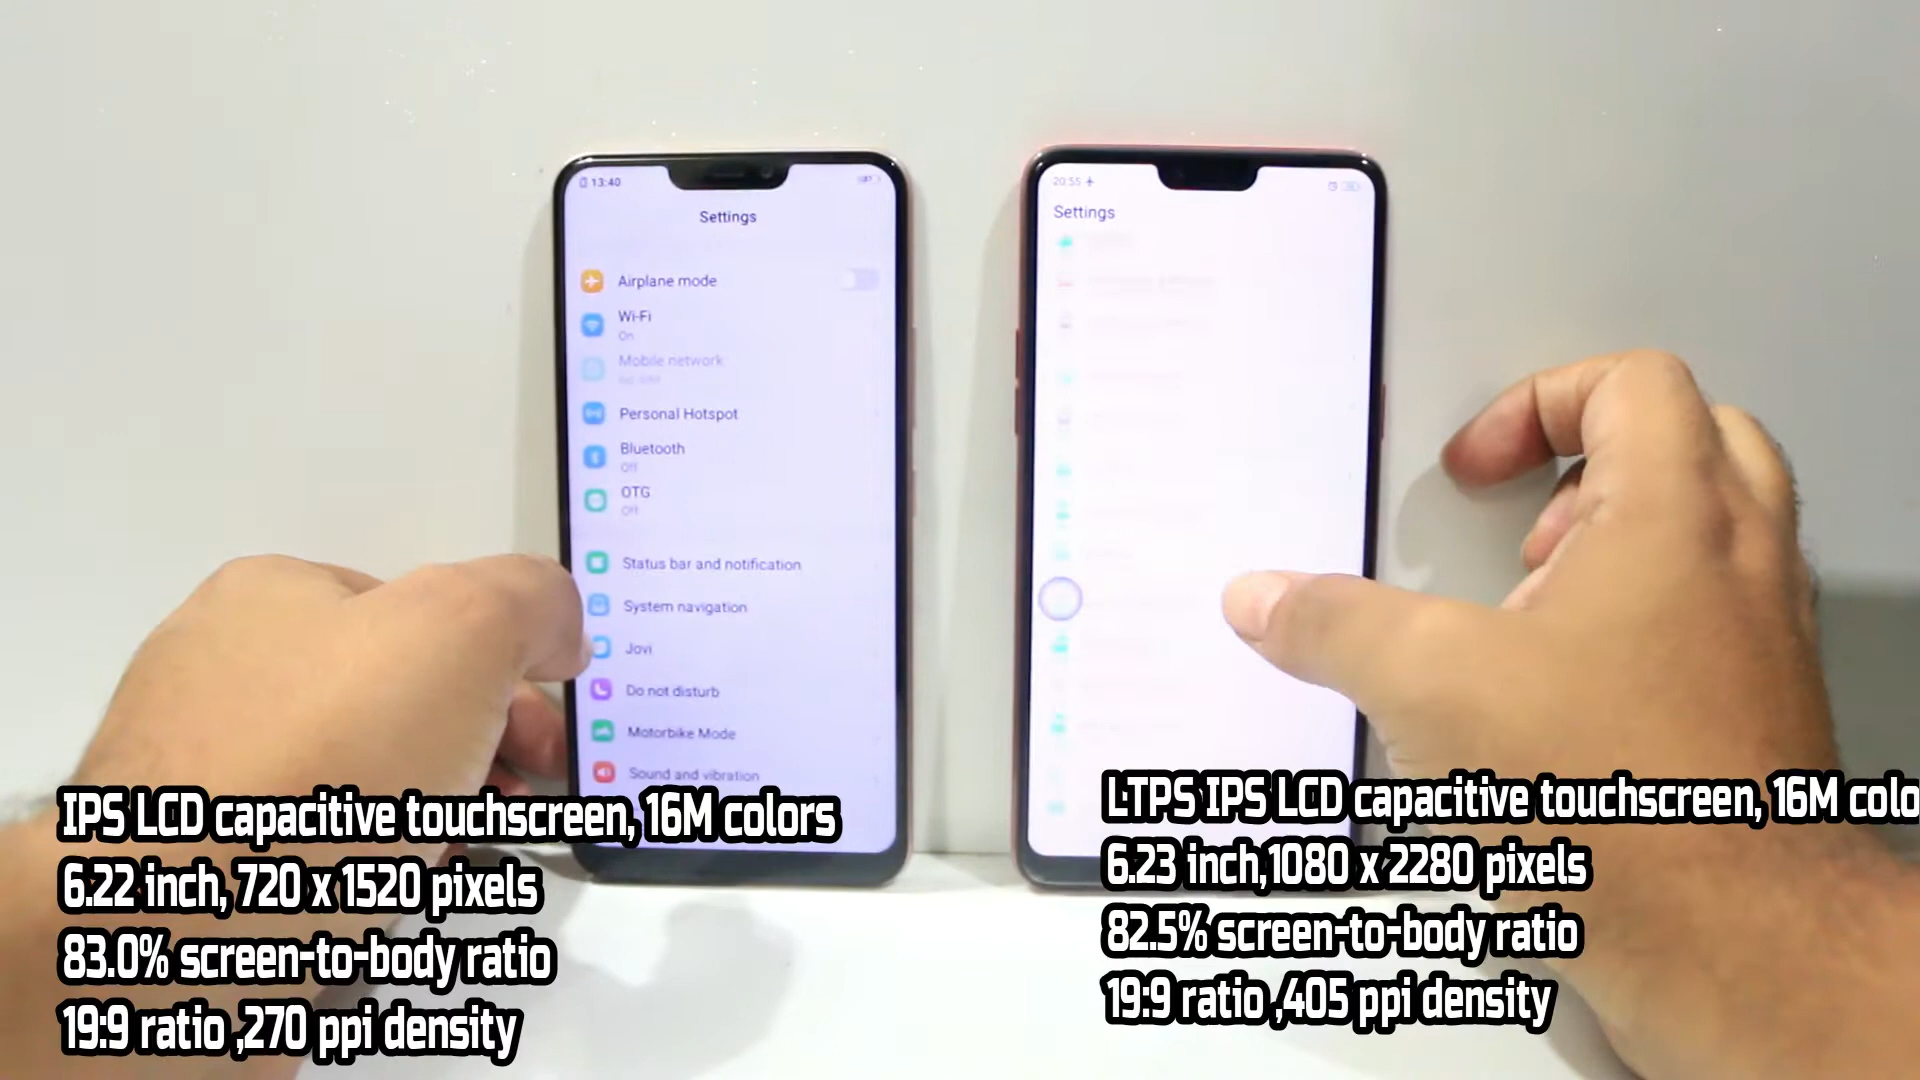 13:40
Settings
Airplane mode
Wi-Fi
On
Mobile network
No SIM
Personal Hotspot
Bluetooth
Off
OTG
Off
Status bar and notification
System navigation
Jovi
Do not disturb
Motorbike Mode
Sound and vibration
20:55
Settings
IPS LCD capacitive touchscreen, 16M colors
6.22 inch, 720 x 1520 pixels
83.0% screen-to-body ratio
19:9 ratio ,270 ppi density
LTPS IPS LCD capacitive touchscreen, 16M colo
6.23 inch,1080 x 2280 pixels
82.5% screen-to-body ratio
19:9 ratio ,405 ppi density